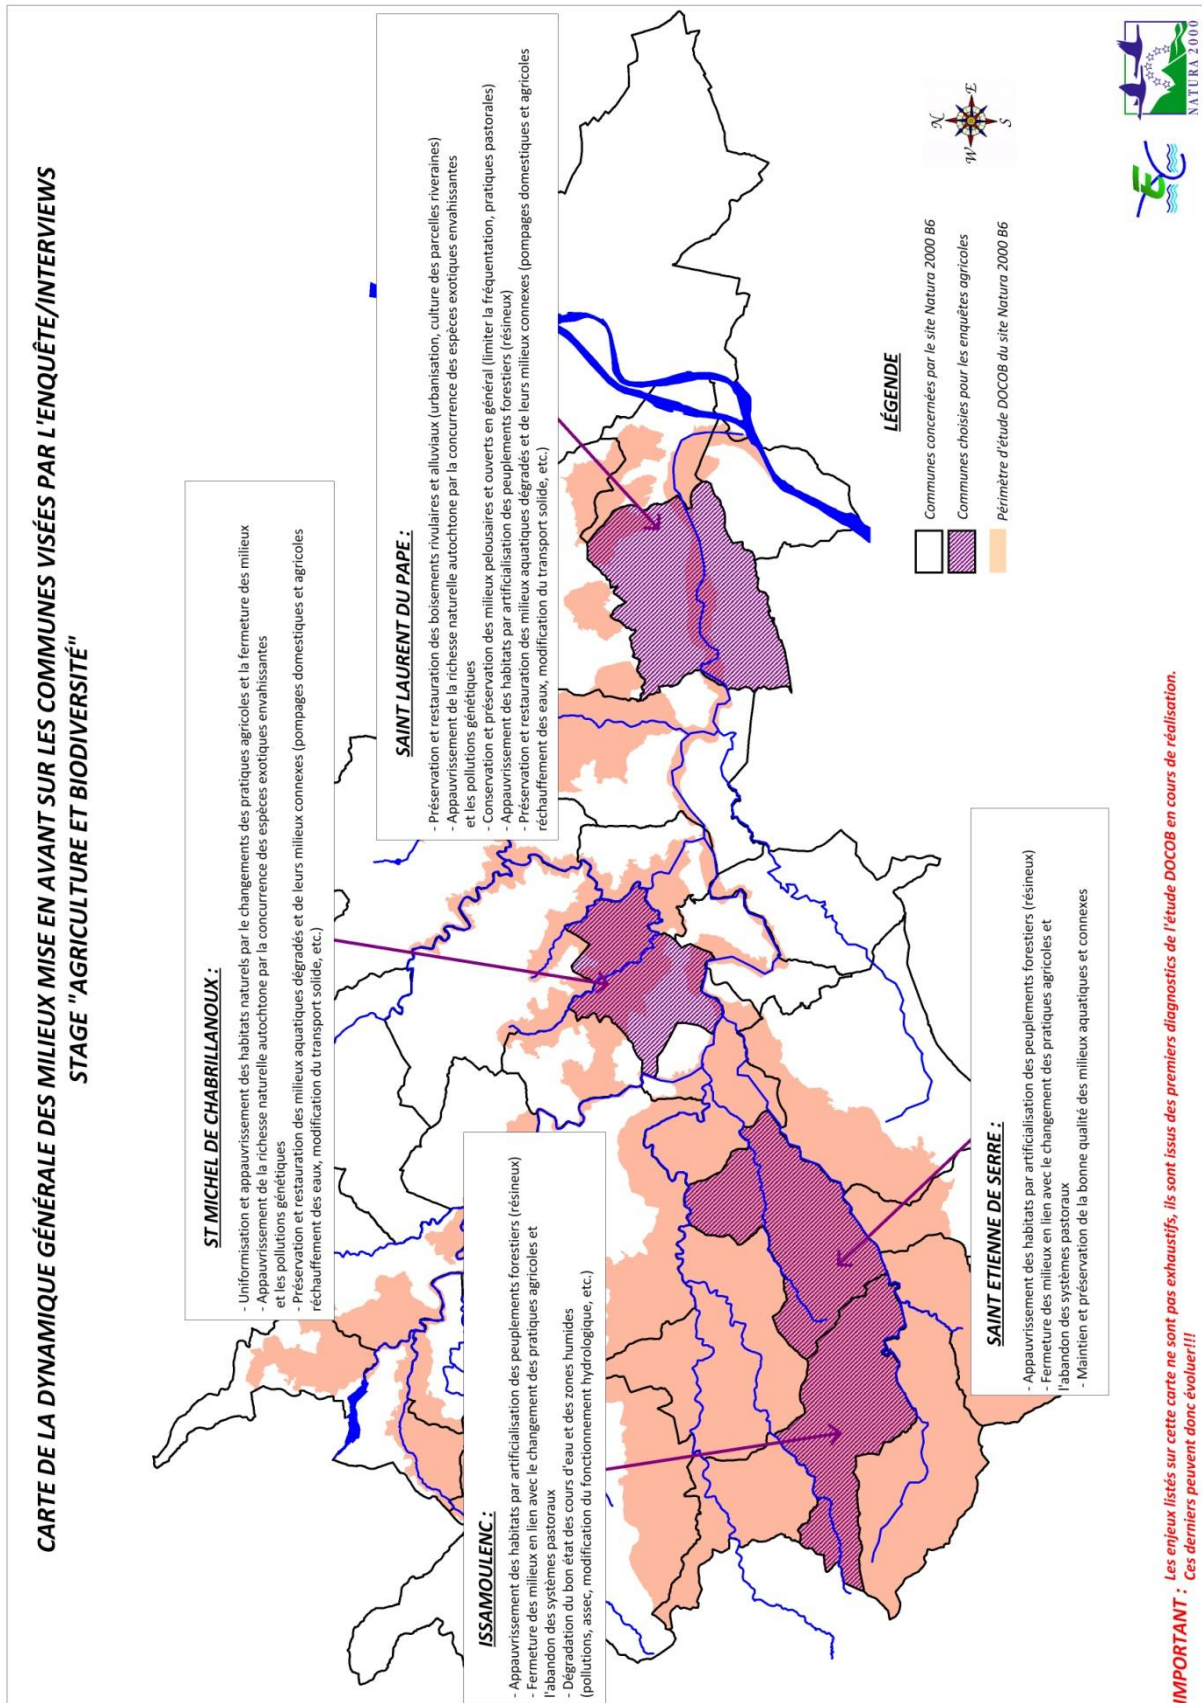 CARTE DE LA DYNAMIQUE GÉNÉRALE DES MILIEUX MISE EN AVANT SUR LES COMMUNES VISÉES PAR L'ENQUÊTE/INTERVIEWS
STAGE "AGRICULTURE ET BIODIVERSITÉ"
ST MICHEL DE CHABRILLANOUX :
- Uniformisation et appauvrissement des habitats naturels par le changements des pratiques agricoles et la fermeture des milieux
- Appauvrissement de la richesse naturelle autochtone par la concurrence des espèces exotiques envahissantes
et les pollutions génétiques
- Préservation et restauration des milieux aquatiques dégradés et de leurs milieux connexes (pompages domestiques et agricoles
réchauffement des eaux, modification du transport solide, etc.)
SAINT LAURENT DU PAPE :
- Préservation et restauration des boisements rivulaires et alluviaux (urbanisation, culture des parcelles riveraines)
- Appauvrissement de la richesse naturelle autochtone par la concurrence des espèces exotiques envahissantes
et les pollutions génétiques
- Conservation et préservation des milieux pelousaires et ouverts en général (limiter la fréquentation, pratiques pastorales)
- Appauvrissement des habitats par artificialisation des peuplements forestiers (résineux)
- Préservation et restauration des milieux aquatiques dégradés et de leurs milieux connexes (pompages domestiques et agricoles
réchauffement des eaux, modification du transport solide, etc.)
ISSAMOULENC :
- Appauvrissement des habitats par artificialisation des peuplements forestiers (résineux)
- Fermeture des milieux en lien avec le changement des pratiques agricoles et
l'abandon des systèmes pastoraux
- Dégradation du bon état des cours d'eau et des zones humides
(pollutions, assec, modification du fonctionnement hydrologique, etc.)
SAINT ETIENNE DE SERRE :
- Appauvrissement des habitats par artificialisation des peuplements forestiers (résineux)
- Fermeture des milieux en lien avec le changement des pratiques agricoles et
l'abandon des systèmes pastoraux
- Maintien et préservation de la bonne qualité des milieux aquatiques et connexes
LÉGENDE
Communes concernées par le site Natura 2000 B6
Communes choisies pour les enquêtes agricoles
Périmètre d'étude DOCOB du site Natura 2000 B6
N
W
E
S
NATURA 2000
IMPORTANT : Les enjeux listés sur cette carte ne sont pas exhaustifs, ils sont issus des premiers diagnostics de l'étude DOCOB en cours de réalisation.
Ces derniers peuvent donc évoluer!!!